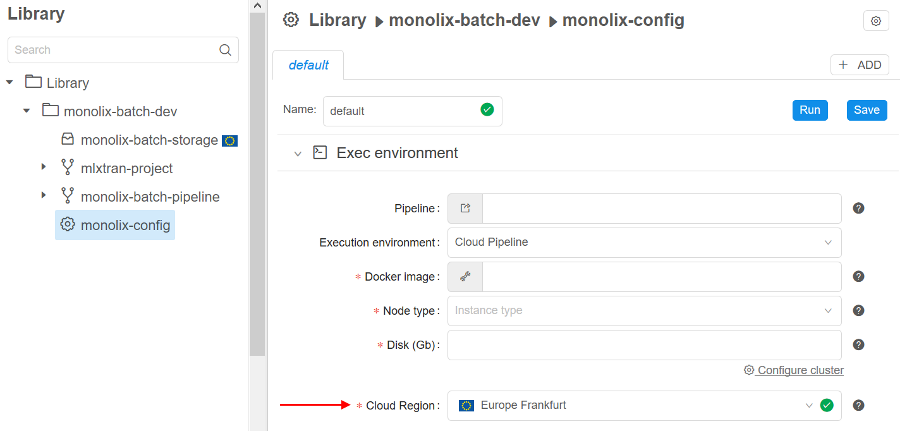 Library
Search
Library
monolix-batch-dev
monolix-batch-storage
mlxtran-project
monolix-batch-pipeline
monolix-config
Library ▶ monolix-batch-dev ▶ monolix-config
default
+ ADD
Name: default
Run
Save
Exec environment
Pipeline :
Execution environment : Cloud Pipeline
* Docker image :
* Node type : Instance type
* Disk (Gb) :
Configure cluster
* Cloud Region : Europe Frankfurt